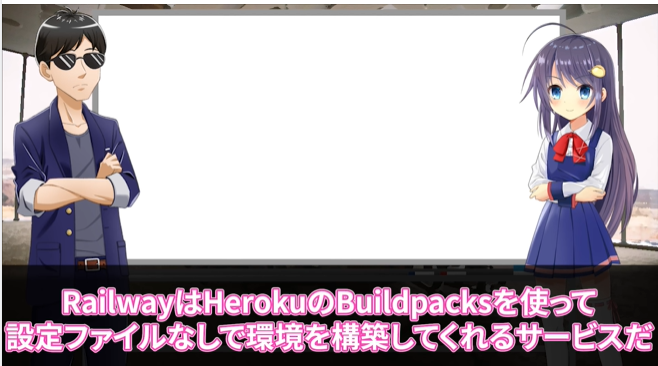 RailwayはHerokuのBuildpacksを使って
設定ファイルなしで環境を構築してくれるサービスだ